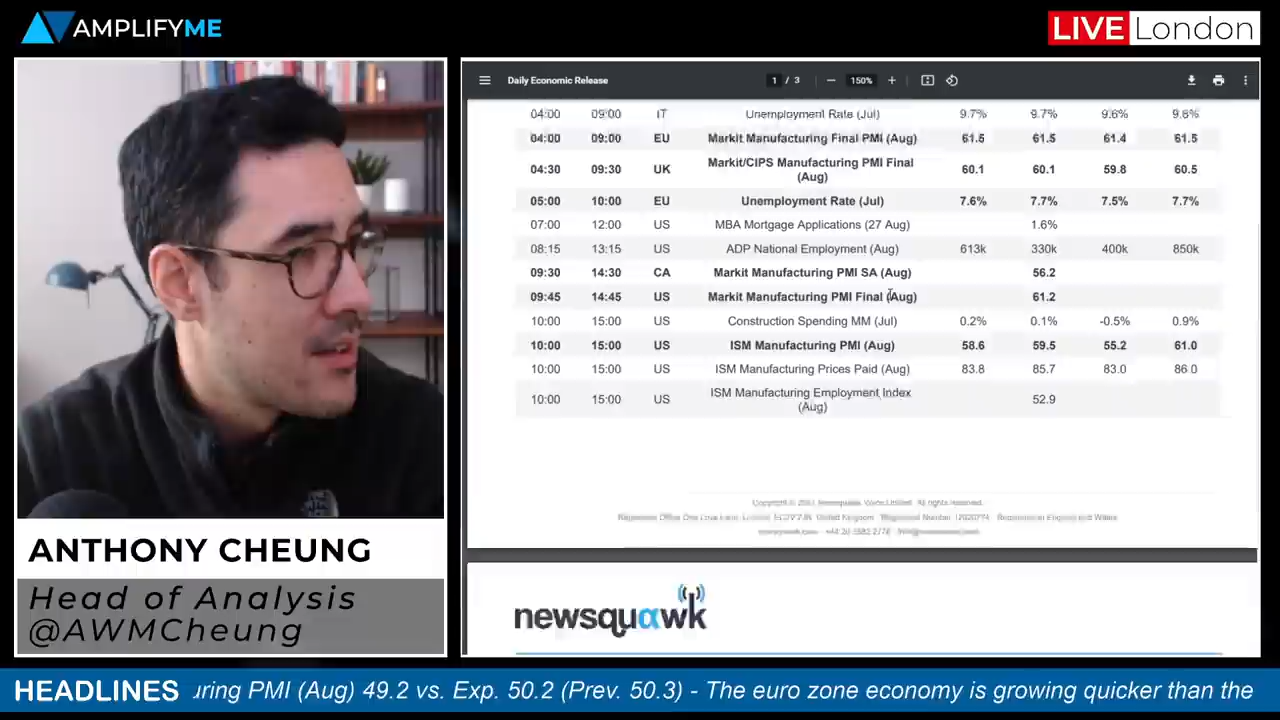 AMPLIFYME
LIVE London
Daily Economic Release
1 / 3
150%
04:00 09:00 IT Unemployment Rate (Jul) 9.7% 9.7% 9.6% 9.8%
04:00 09:00 EU Markit Manufacturing Final PMI (Aug) 61.5 61.5 61.4 61.5
04:30 09:30 UK Markit/CIPS Manufacturing PMI Final (Aug) 60.1 60.1 59.8 60.5
05:00 10:00 EU Unemployment Rate (Jul) 7.6% 7.7% 7.5% 7.7%
07:00 12:00 US MBA Mortgage Applications (27 Aug) 1.6%
08:15 13:15 US ADP National Employment (Aug) 613k 330k 400k 850k
09:30 14:30 CA Markit Manufacturing PMI SA (Aug) 56.2
09:45 14:45 US Markit Manufacturing PMI Final (Aug) 61.2
10:00 15:00 US Construction Spending MM (Jul) 0.2% 0.1% -0.5% 0.9%
10:00 15:00 US ISM Manufacturing PMI (Aug) 58.6 59.5 55.2 61.0
10:00 15:00 US ISM Manufacturing Prices Paid (Aug) 83.8 85.7 83.0 86.0
10:00 15:00 US ISM Manufacturing Employment Index (Aug) 52.9
newsquawk
ANTHONY CHEUNG
Head of Analysis
@AWMCheung
HEADLINES uring PMI (Aug) 49.2 vs. Exp. 50.2 (Prev. 50.3) - The euro zone economy is growing quicker than the